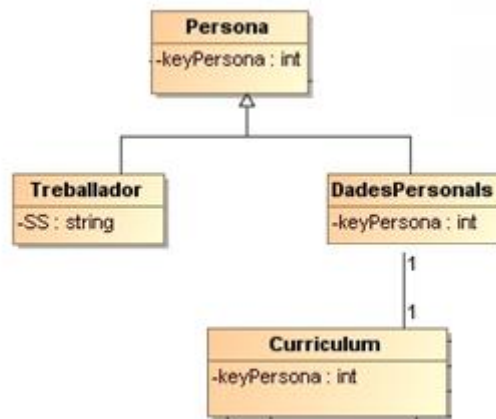 Persona
-keyPersona : int
Treballador
-SS : string
DadesPersonals
-keyPersona : int
1
1
Curriculum
-keyPersona : int